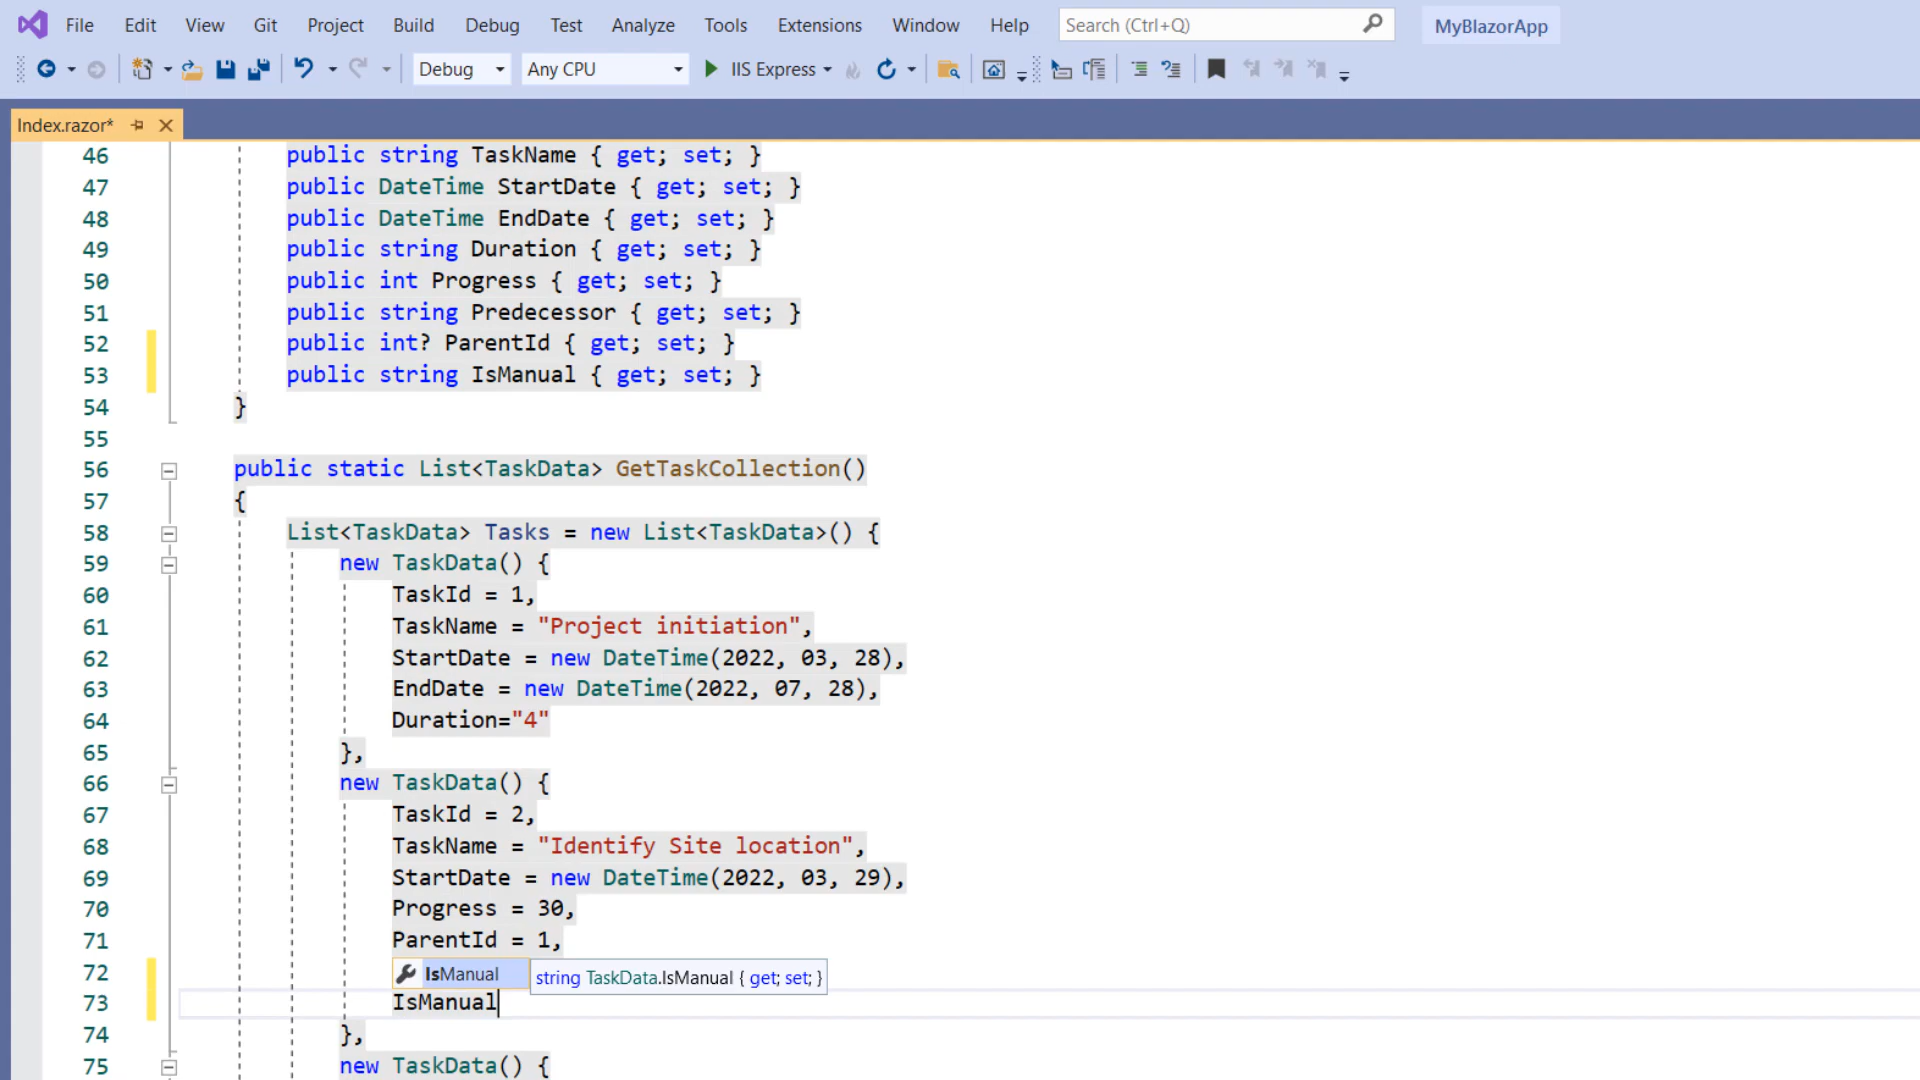 File Edit View Git Project Build Debug Test Analyze Tools Extensions Window Help Search (Ctrl+Q) MyBlazorApp
Debug Any CPU IIS Express
Index.razor*
46 public string TaskName { get; set; }
47 public DateTime StartDate { get; set; }
48 public DateTime EndDate { get; set; }
49 public string Duration { get; set; }
50 public int Progress { get; set; }
51 public string Predecessor { get; set; }
52 public int? ParentId { get; set; }
53 public string IsManual { get; set; }
54 }
55
56 public static List<TaskData> GetTaskCollection()
57 {
58 List<TaskData> Tasks = new List<TaskData>() {
59 new TaskData() {
60 TaskId = 1,
61 TaskName = "Project initiation",
62 StartDate = new DateTime(2022, 03, 28),
63 EndDate = new DateTime(2022, 07, 28),
64 Duration="4"
65 },
66 new TaskData() {
67 TaskId = 2,
68 TaskName = "Identify Site location",
69 StartDate = new DateTime(2022, 03, 29),
70 Progress = 30,
71 ParentId = 1,
72 IsManual string TaskData.IsManual { get; set; }
73 IsManual
74 },
75 new TaskData() {